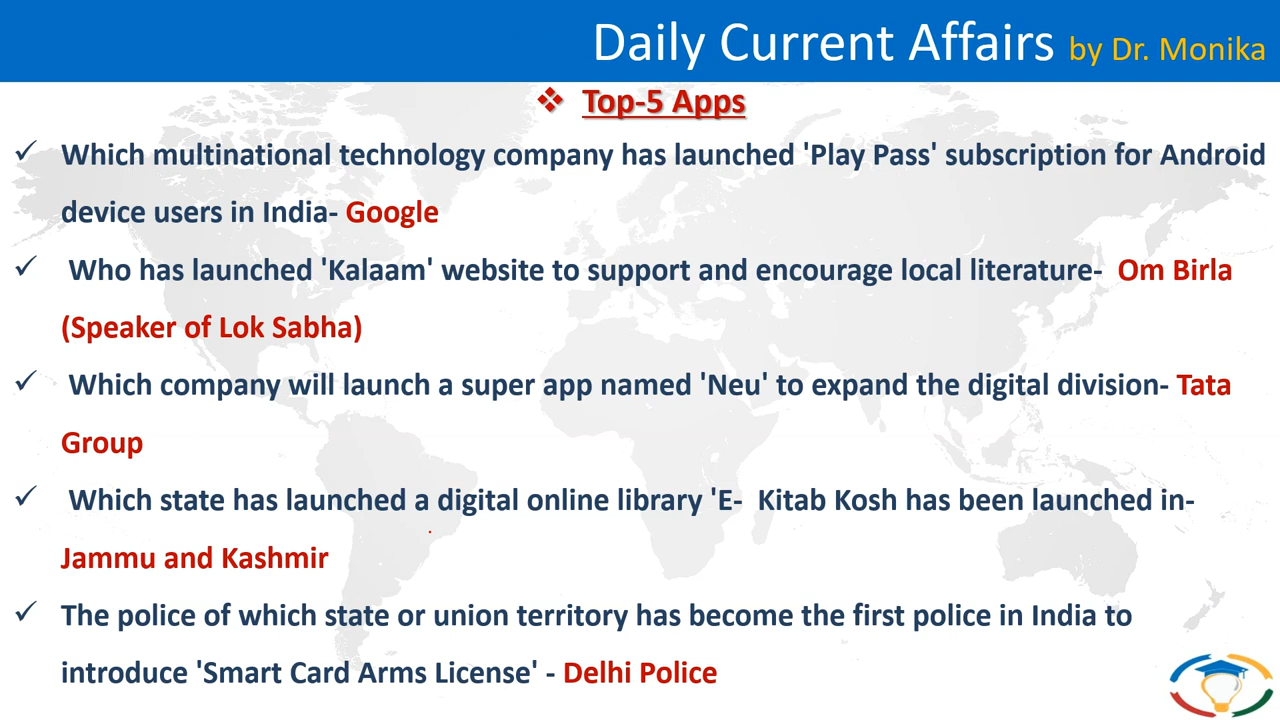 Daily Current Affairs by Dr. Monika
❖ Top-5 Apps
✓ Which multinational technology company has launched 'Play Pass' subscription for Android
device users in India- Google
✓ Who has launched 'Kalaam' website to support and encourage local literature- Om Birla
(Speaker of Lok Sabha)
✓ Which company will launch a super app named 'Neu' to expand the digital division- Tata
Group
✓ Which state has launched a digital online library 'E- Kitab Kosh has been launched in-
Jammu and Kashmir
✓ The police of which state or union territory has become the first police in India to
introduce 'Smart Card Arms License' - Delhi Police